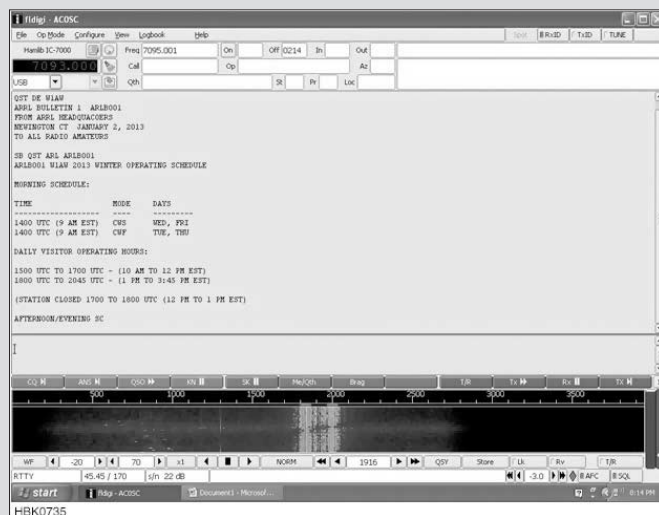 fldigi - AC0SC
File Op Mode Configure View Logbook Help
Spot RxID TxID TUNE
Hamlib IC-7000 Freq 7095.001 On Off 0214 In Out
7093.000 Call Op Az
USB Qth St Pr Loc
QST DE W1AW
ARRL BULLETIN 1 ARLB001
FROM ARRL HEADQUACOERS
NEWINGTON CT JANUARY 2, 2013
TO ALL RADIO AMATEURS
SB QST ARL ARLB001
ARLB001 W1AW 2013 WINTER OPERATING SCHEDULE
MORNING SCHEDULE:
TIME MODE DAYS
------------------- ---- ---------
1400 UTC (9 AM EST) CWS WED, FRI
1400 UTC (9 AM EST) CWF TUE, THU
DAILY VISITOR OPERATING HOURS:
1500 UTC TO 1700 UTC - (10 AM TO 12 PM EST)
1800 UTC TO 2045 UTC - (1 PM TO 3:45 PM EST)
(STATION CLOSED 1700 TO 1800 UTC (12 PM TO 1 PM EST)
AFTERNOON/EVENING SC
CQ ANS QSO KN SK Me/Qth Brag T/R Tx Rx TX
500 1000 1500 2000 2500 3000 3500
WF -20 70 x1 NORM 1916 QSY Store Lk Rv T/R
RTTY 45.45 / 170 s/n 22 dB -3.0 AFC SQL
start fldigi - AC0SC Document1 - Microsof... 8:14 PM
HBK0735